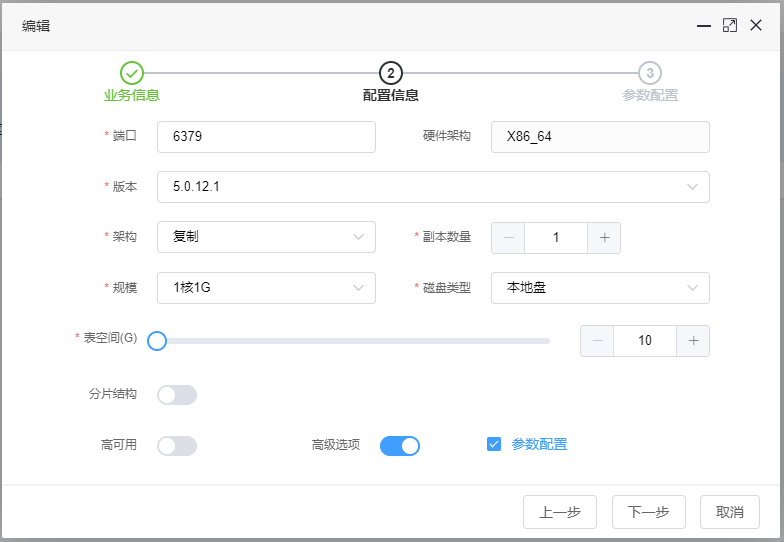 编辑
2 3
业务信息 配置信息 参数配置
* 端口 6379 硬件架构 X86_64
* 版本 5.0.12.1
* 架构 复制 * 副本数量 1
* 规模 1核1G * 磁盘类型 本地盘
* 表空间(G) 10
分片结构
高可用 高级选项 参数配置
上一步 下一步 取消